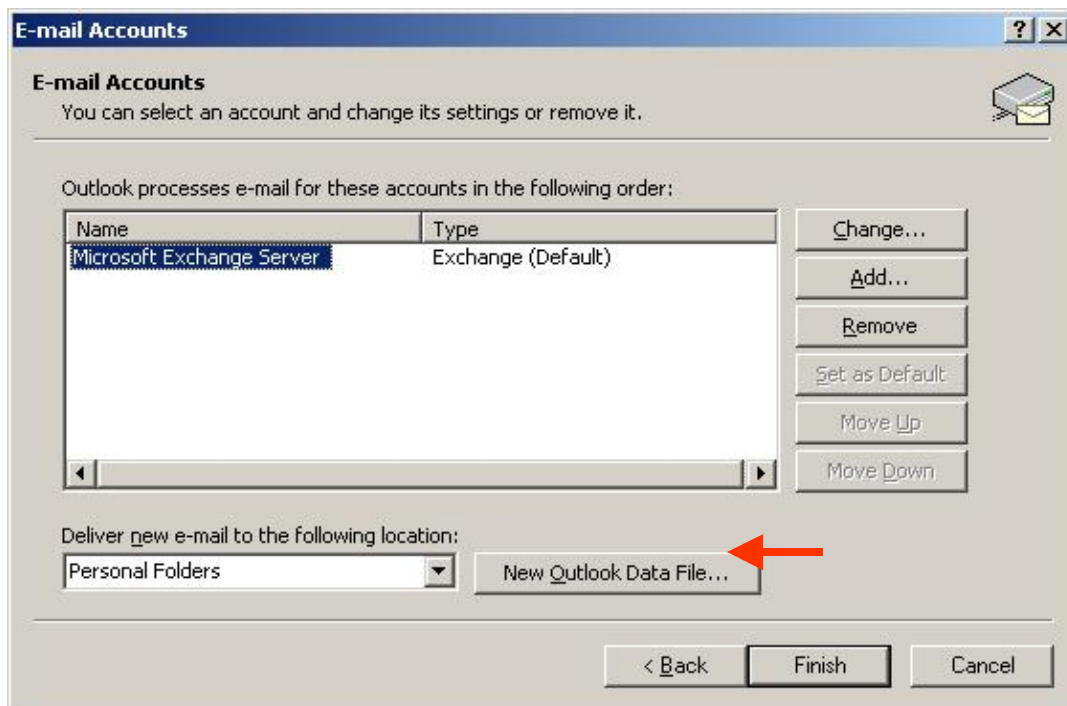 E-mail Accounts
E-mail Accounts
You can select an account and change its settings or remove it.
Outlook processes e-mail for these accounts in the following order:
Name Type
Microsoft Exchange Server Exchange (Default)
Change...
Add...
Remove
Set as Default
Move Up
Move Down
Deliver new e-mail to the following location:
Personal Folders New Outlook Data File...
< Back Finish Cancel